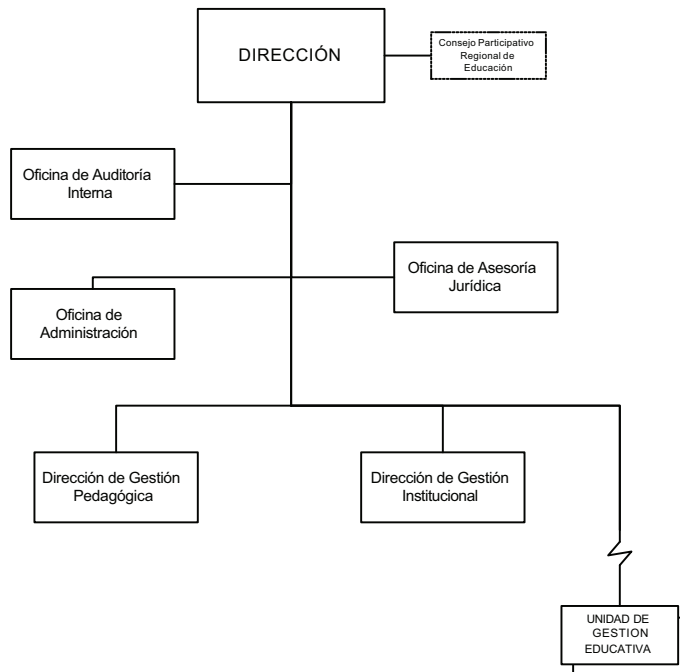 DIRECCIÓN
Consejo Participativo
Regional de
Educación
Oficina de Auditoría
Interna
Oficina de Asesoría
Jurídica
Oficina de
Administración
Dirección de Gestión
Pedagógica
Dirección de Gestión
Institucional
UNIDAD DE
GESTION
EDUCATIVA